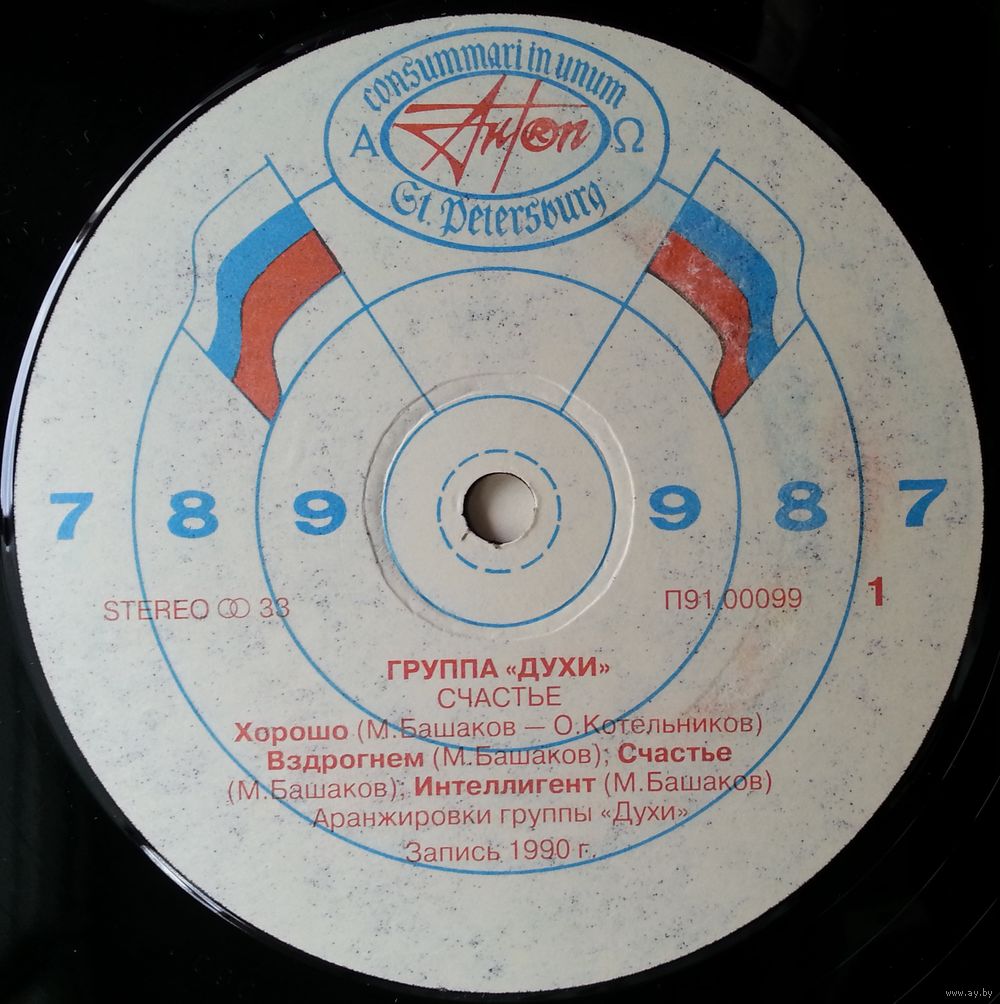 consummari in unum
Α Anton Ω
St. Petersburg
7 8 9 9 8 7
STEREO 33 П91 00099 1
ГРУППА «ДУХИ»
СЧАСТЬЕ
Хорошо (М.Башаков — О.Котельников)
Вздрогнем (М.Башаков); Счастье
(М.Башаков); Интеллигент (М.Башаков)
Аранжировки группы «Духи»
Запись 1990 г.
www.ay.by